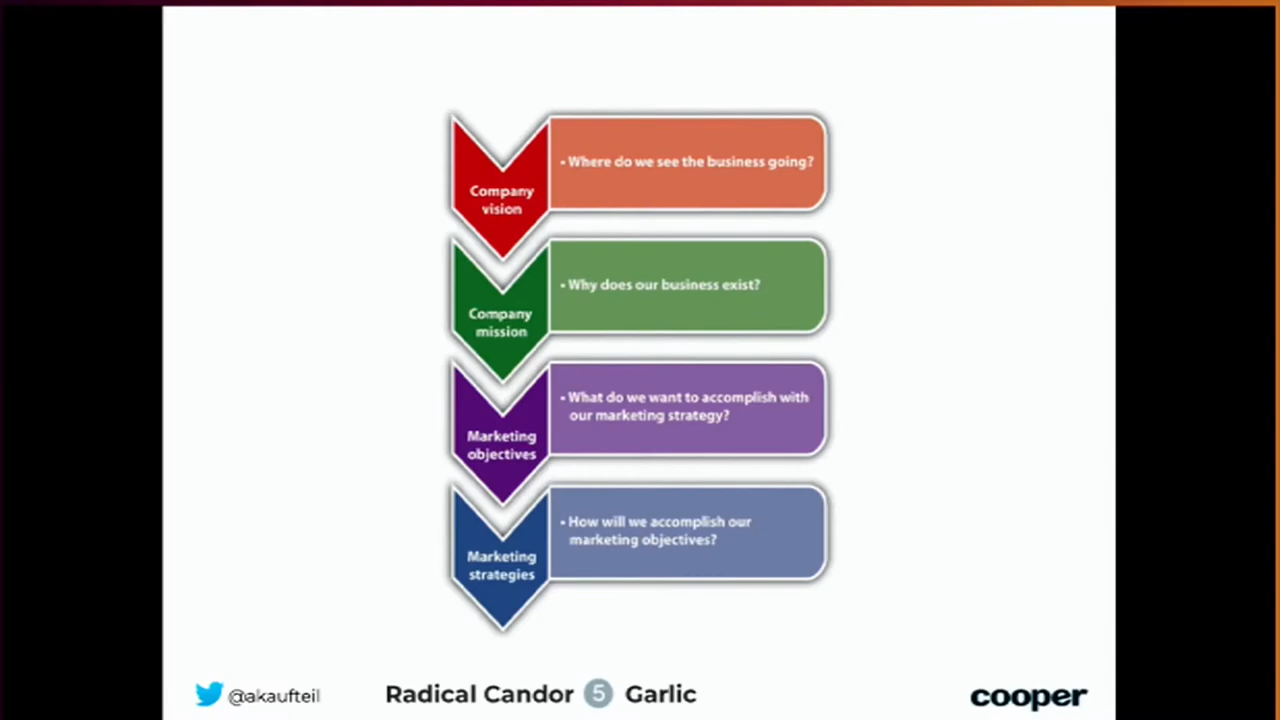 Company
vision
• Where do we see the business going?
Company
mission
• Why does our business exist?
Marketing
objectives
• What do we want to accomplish with
our marketing strategy?
Marketing
strategies
• How will we accomplish our
marketing objectives?
@akaufteil
Radical Candor 5 Garlic
cooper